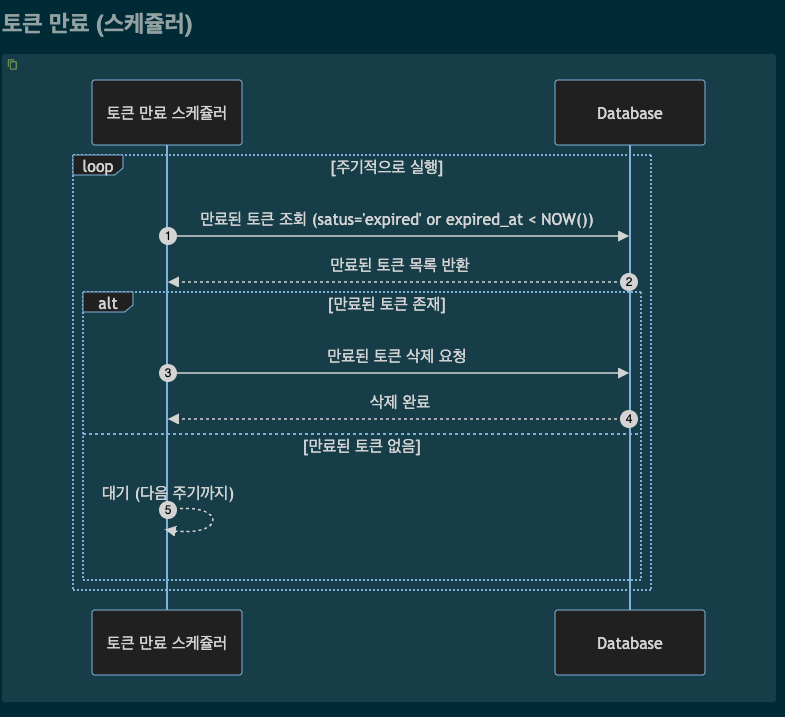 토큰 만료 (스케쥴러)
토큰 만료 스케쥴러
Database
loop
[주기적으로 실행]
만료된 토큰 조회 (satus='expired' or expired_at < NOW())
1
만료된 토큰 목록 반환
2
alt
[만료된 토큰 존재]
만료된 토큰 삭제 요청
3
삭제 완료
4
[만료된 토큰 없음]
대기 (다음 주기까지)
5
토큰 만료 스케쥴러
Database